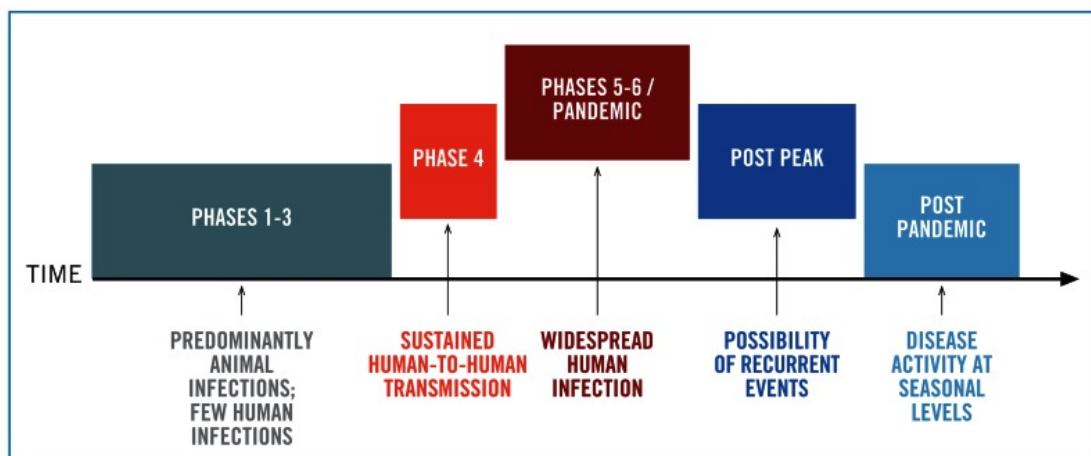 PHASES 5-6 /
PANDEMIC
PHASE 4
POST PEAK
PHASES 1-3
POST
PANDEMIC
TIME
PREDOMINANTLY
ANIMAL
INFECTIONS;
FEW HUMAN
INFECTIONS
SUSTAINED
HUMAN-TO-HUMAN
TRANSMISSION
WIDESPREAD
HUMAN
INFECTION
POSSIBILITY
OF RECURRENT
EVENTS
DISEASE
ACTIVITY AT
SEASONAL
LEVELS